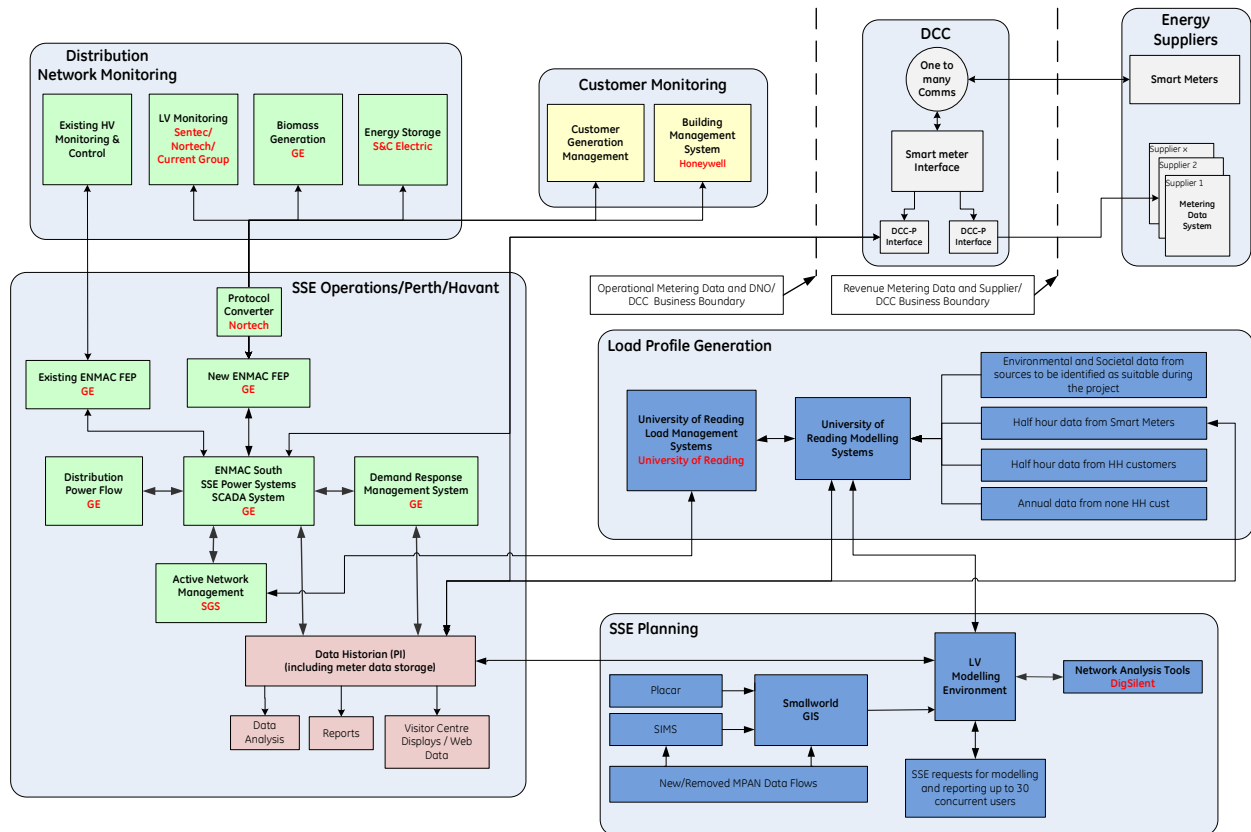 Distribution
Network Monitoring
Existing HV
Monitoring &
Control
LV Monitoring
Sentec/
Nortech/
Current Group
Biomass
Generation
GE
Energy Storage
S&C Electric
Customer Monitoring
Customer
Generation
Management
Building
Management
System
Honeywell
DCC
One to
many
Comms
Smart meter
Interface
DCC-P
Interface
DCC-P
Interface
Energy
Suppliers
Smart Meters
Supplier x
Supplier 2
Supplier 1
Metering
Data
System
Operational Metering Data and DNO/
DCC Business Boundary
Revenue Metering Data and Supplier/
DCC Business Boundary
SSE Operations/Perth/Havant
Protocol
Converter
Nortech
Existing ENMAC FEP
GE
New ENMAC FEP
GE
Distribution
Power Flow
GE
ENMAC South
SSE Power Systems
SCADA System
GE
Demand Response
Management System
GE
Active Network
Management
SGS
Data Historian (PI)
(including meter data storage)
Data
Analysis
Reports
Visitor Centre
Displays / Web
Data
Load Profile Generation
University of Reading
Load Management
Systems
University of Reading
University of
Reading Modelling
Systems
Environmental and Societal data from
sources to be identified as suitable during
the project
Half hour data from Smart Meters
Half hour data from HH customers
Annual data from none HH cust
SSE Planning
Placar
SIMS
Smallworld
GIS
New/Removed MPAN Data Flows
LV
Modelling
Environment
Network Analysis Tools
DigSilent
SSE requests for modelling
and reporting up to 30
concurrent users